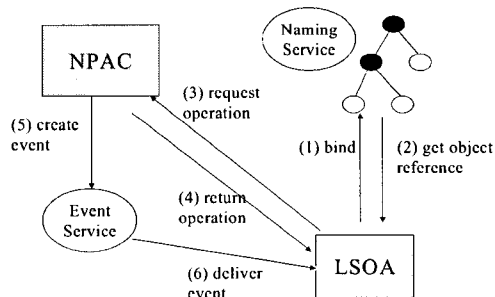 Naming
Service
NPAC
(3) request
operation
(5) create
event
(1) bind
(2) get object
reference
(4) return
operation
Event
Service
(6) deliver
event
LSOA